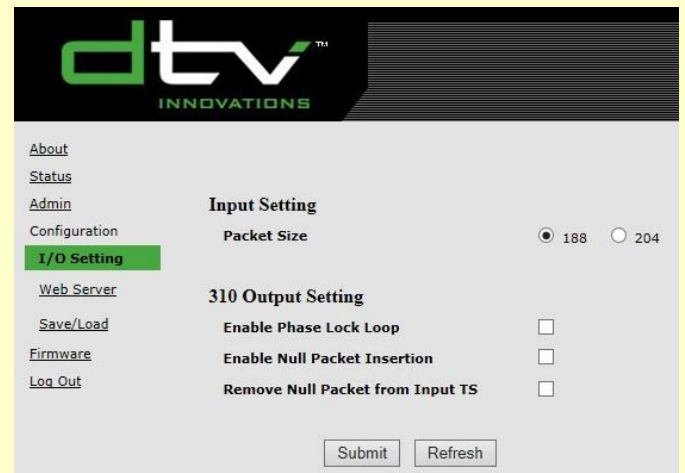 dtv TM
INNOVATIONS
About
Status
Admin
Configuration
I/O Setting
Web Server
Save/Load
Firmware
Log Out
Input Setting
Packet Size 188 204
310 Output Setting
Enable Phase Lock Loop
Enable Null Packet Insertion
Remove Null Packet from Input TS
Submit Refresh